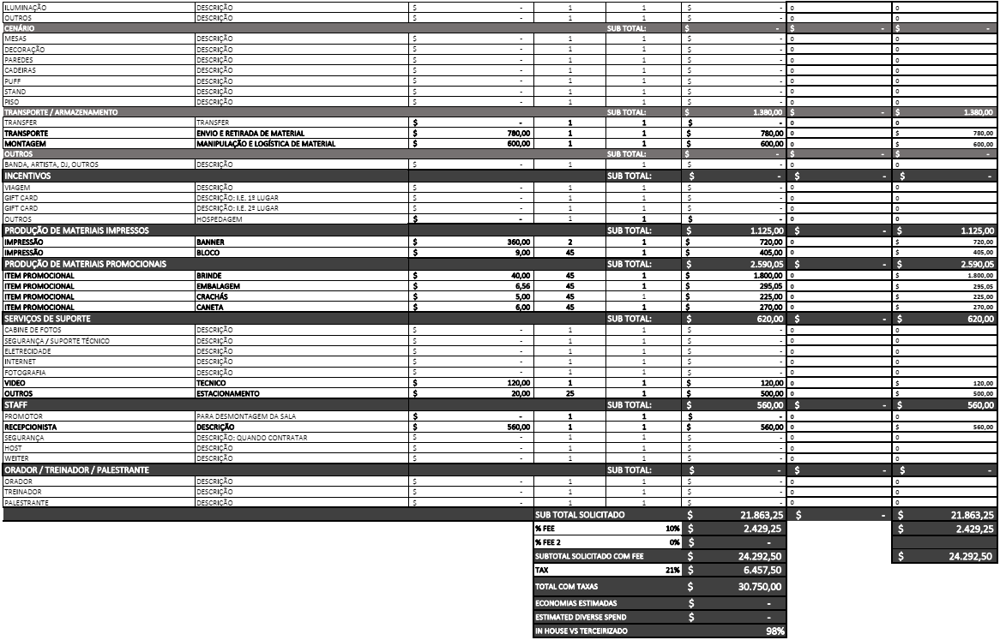 ILUMINAÇÃO DESCRIÇÃO $ - 1 1 $ - 0 0
OUTROS DESCRIÇÃO $ - 1 1 $ - 0 0
CENÁRIO SUB TOTAL: $ - $ - $ -
MESAS DESCRIÇÃO $ - 1 1 $ - 0 0
DECORAÇÃO DESCRIÇÃO $ - 1 1 $ - 0 0
PAREDES DESCRIÇÃO $ - 1 1 $ - 0 0
CADEIRAS DESCRIÇÃO $ - 1 1 $ - 0 0
PUFF DESCRIÇÃO $ - 1 1 $ - 0 0
STAND DESCRIÇÃO $ - 1 1 $ - 0 0
PISO DESCRIÇÃO $ - 1 1 $ - 0 0
TRANSPORTE / ARMAZENAMENTO SUB TOTAL: $ 1.380,00 $ - $ 1.380,00
TRANSFER TRANSFER $ - 1 1 $ - 0 0
TRANSPORTE ENVIO E RETIRADA DE MATERIAL $ 780,00 1 1 $ 780,00 0 $ 780,00
MONTAGEM MANIPULAÇÃO E LOGÍSTICA DE MATERIAL $ 600,00 1 1 $ 600,00 0 $ 600,00
OUTROS SUB TOTAL: $ - $ - $ -
BANDA, ARTISTA, DJ, OUTROS DESCRIÇÃO $ - 1 1 $ - 0 0
INCENTIVOS SUB TOTAL: $ - $ - $ -
VIAGEM DESCRIÇÃO $ - 1 1 $ - 0 0
GIFT CARD DESCRIÇÃO: I.E. 1º LUGAR $ - 1 1 $ - 0 0
GIFT CARD DESCRIÇÃO: I.E. 2º LUGAR $ - 1 1 $ - 0 0
OUTROS HOSPEDAGEM $ - 1 1 $ - 0 0
PRODUÇÃO DE MATERIAIS IMPRESSOS SUB TOTAL: $ 1.125,00 $ - $ 1.125,00
IMPRESSÃO BANNER $ 360,00 2 1 $ 720,00 0 $ 720,00
IMPRESSÃO BLOCO $ 9,00 45 1 $ 405,00 0 $ 405,00
PRODUÇÃO DE MATERIAIS PROMOCIONAIS SUB TOTAL: $ 2.590,05 $ - $ 2.590,05
ITEM PROMOCIONAL BRINDE $ 40,00 45 1 $ 1.800,00 0 $ 1.800,00
ITEM PROMOCIONAL EMBALAGEM $ 6,56 45 1 $ 295,05 0 $ 295,05
ITEM PROMOCIONAL CRACHÁS $ 5,00 45 1 $ 225,00 0 $ 225,00
ITEM PROMOCIONAL CANETA $ 6,00 45 1 $ 270,00 0 $ 270,00
SERVIÇOS DE SUPORTE SUB TOTAL: $ 620,00 $ - $ 620,00
CABINE DE FOTOS DESCRIÇÃO $ - 1 1 $ - 0 0
SEGURANÇA / SUPORTE TÉCNICO DESCRIÇÃO $ - 1 1 $ - 0 0
ELETRECIDADE DESCRIÇÃO $ - 1 1 $ - 0 0
INTERNET DESCRIÇÃO $ - 1 1 $ - 0 0
FOTOGRAFIA DESCRIÇÃO $ - 1 1 $ - 0 0
VIDEO TECNICO $ 120,00 1 1 $ 120,00 0 $ 120,00
OUTROS ESTACIONAMENTO $ 20,00 25 1 $ 500,00 0 $ 500,00
STAFF SUB TOTAL: $ 560,00 $ - $ 560,00
PROMOTOR PARA DESMONTAGEM DA SALA $ - 1 1 $ - 0 0
RECEPCIONISTA DESCRIÇÃO $ 560,00 1 1 $ 560,00 0 $ 560,00
SEGURANÇA DESCRIÇÃO: QUANDO CONTRATAR $ - 1 1 $ - 0 0
HOST DESCRIÇÃO $ - 1 1 $ - 0 0
WEITER DESCRIÇÃO $ - 1 1 $ - 0 0
ORADOR / TREINADOR / PALESTRANTE SUB TOTAL: $ - $ - $ -
ORADOR DESCRIÇÃO $ - 1 1 $ - 0 0
TREINADOR DESCRIÇÃO $ - 1 1 $ - 0 0
PALESTRANTE DESCRIÇÃO $ - 1 1 $ - 0 0
SUB TOTAL SOLICITADO $ 21.863,25 $ - $ 21.863,25
% FEE 10% $ 2.429,25 $ 2.429,25
% FEE 2 0% $ -
SUBTOTAL SOLICITADO COM FEE $ 24.292,50 $ 24.292,50
TAX 21% $ 6.457,50
TOTAL COM TAXAS $ 30.750,00
ECONOMIAS ESTIMADAS $ -
ESTIMATED DIVERSE SPEND $ -
IN HOUSE VS TERCEIRIZADO 98%